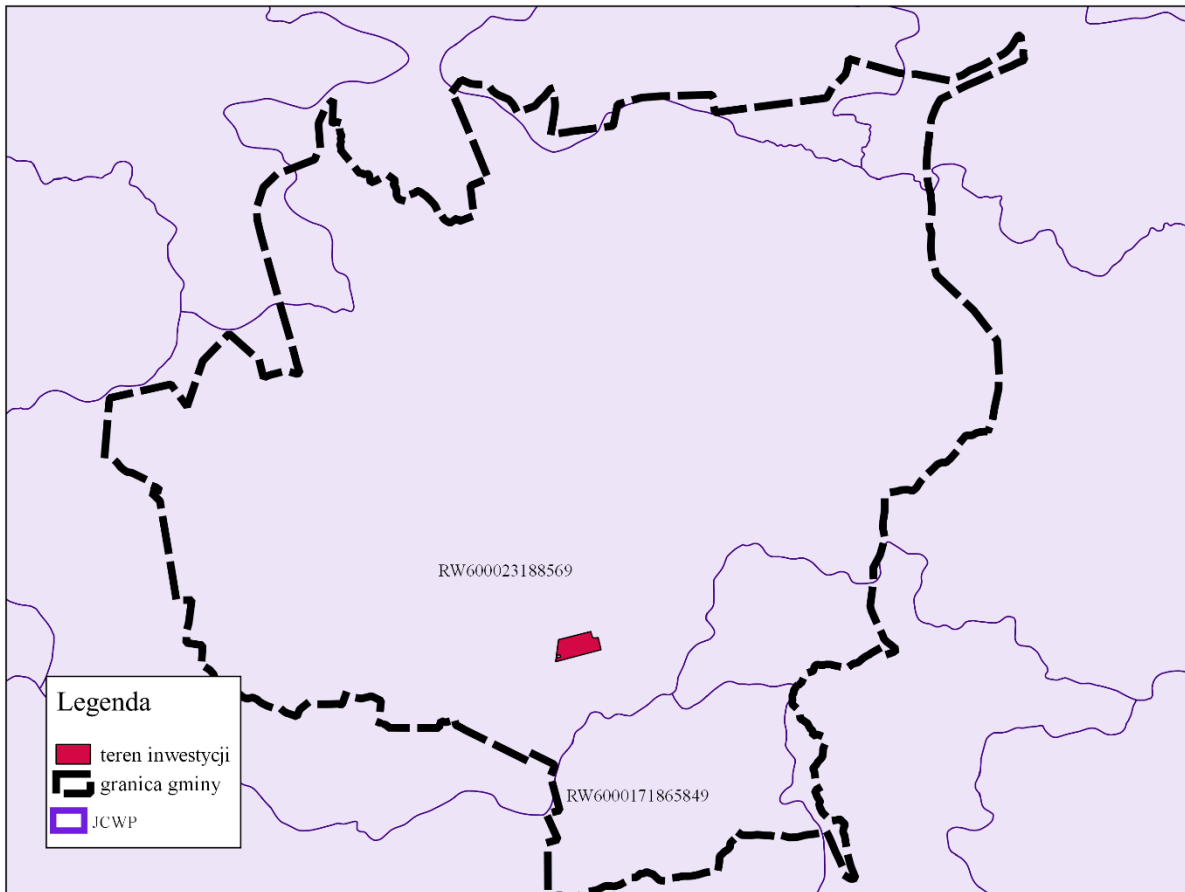 RW600023188569
RW6000171865849
Legenda
teren inwestycji
granica gminy
JCWP